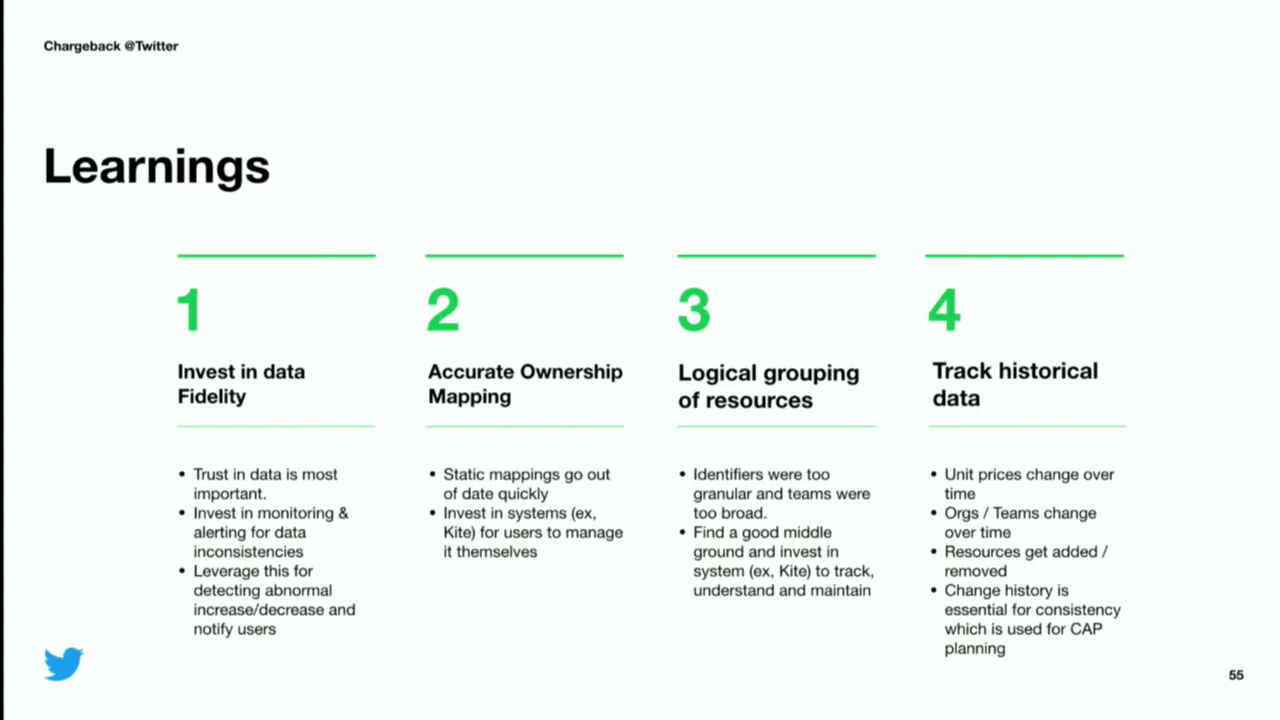 Chargeback @Twitter
Learnings
1
Invest in data
Fidelity
• Trust in data is most
important.
• Invest in monitoring &
alerting for data
inconsistencies
• Leverage this for
detecting abnormal
increase/decrease and
notify users
2
Accurate Ownership
Mapping
• Static mappings go out
of date quickly
• Invest in systems (ex,
Kite) for users to manage
it themselves
3
Logical grouping
of resources
• Identifiers were too
granular and teams were
too broad.
• Find a good middle
ground and invest in
system (ex, Kite) to track,
understand and maintain
4
Track historical
data
• Unit prices change over
time
• Orgs / Teams change
over time
• Resources get added /
removed
• Change history is
essential for consistency
which is used for CAP
planning
55